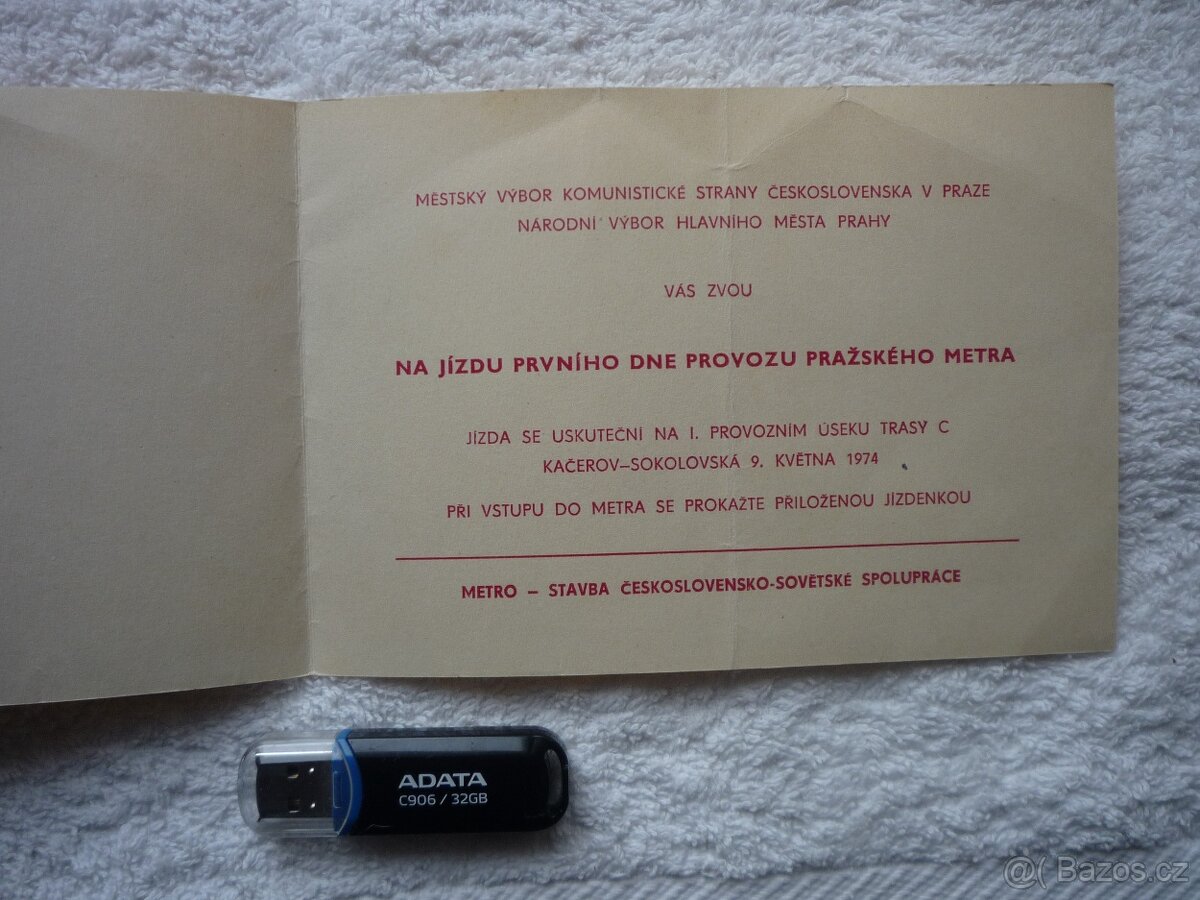 MĚSTSKÝ VÝBOR KOMUNISTICKÉ STRANY ČESKOSLOVENSKA V PRAZE
NÁRODNÍ VÝBOR HLAVNÍHO MĚSTA PRAHY
VÁS ZVOU
NA JÍZDU PRVNÍHO DNE PROVOZU PRAŽSKÉHO METRA
JÍZDA SE USKUTEČNÍ NA I. PROVOZNÍM ÚSEKU TRASY C
KAČEROV–SOKOLOVSKÁ 9. KVĚTNA 1974
PŘI VSTUPU DO METRA SE PROKAŽTE PŘILOŽENOU JÍZDENKOU
METRO – STAVBA ČESKOSLOVENSKO-SOVĚTSKÉ SPOLUPRÁCE
ADATA
C906 / 32GB
@( Bazos.cz